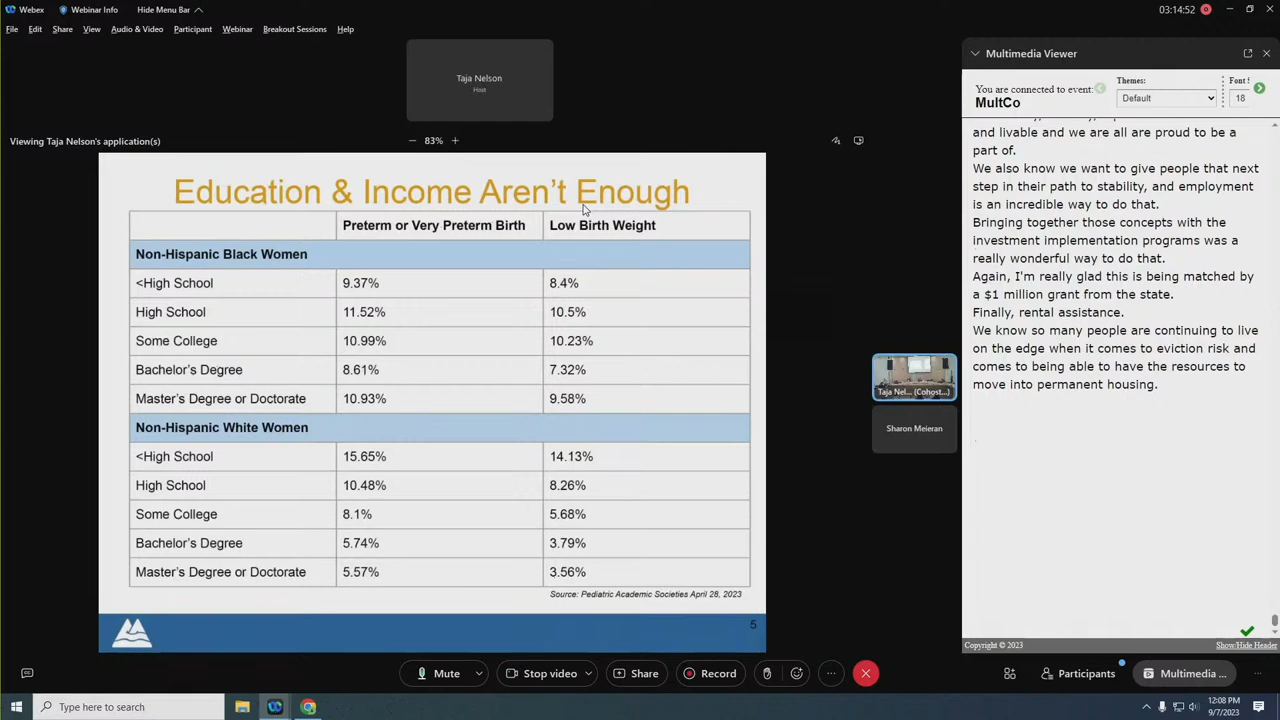 Webex
Webinar Info
Hide Menu Bar
03:14:52
File Edit Share View Audio & Video Participant Webinar Breakout Sessions Help
Taja Nelson
Host
Viewing Taja Nelson's application(s)
83%
Education & Income Aren't Enough
Preterm or Very Preterm Birth Low Birth Weight
Non-Hispanic Black Women
<High School 9.37% 8.4%
High School 11.52% 10.5%
Some College 10.99% 10.23%
Bachelor's Degree 8.61% 7.32%
Master's Degree or Doctorate 10.93% 9.58%
Non-Hispanic White Women
<High School 15.65% 14.13%
High School 10.48% 8.26%
Some College 8.1% 5.68%
Bachelor's Degree 5.74% 3.79%
Master's Degree or Doctorate 5.57% 3.56%
Source: Pediatric Academic Societies April 28, 2023
5
Taja Nel... (Cohost...)
Sharon Meieran
Multimedia Viewer
You are connected to event:
MultCo
Themes:
Default
Font
18
and livable and we are all are proud to be a
part of.
We also know we want to give people that next
step in their path to stability, and employment
is an incredible way to do that.
Bringing together those concepts with the
investment implementation programs was a
really wonderful way to do that.
Again, I'm really glad this is being matched by
a $1 million grant from the state.
Finally, rental assistance.
We know so many people are continuing to live
on the edge when it comes to eviction risk and
comes to being able to have the resources to
move into permanent housing.
Copyright © 2023
Show/Hide Header
Mute
Stop video
Share
Record
Participants
Multimedia ...
Type here to search
12:08 PM
9/7/2023